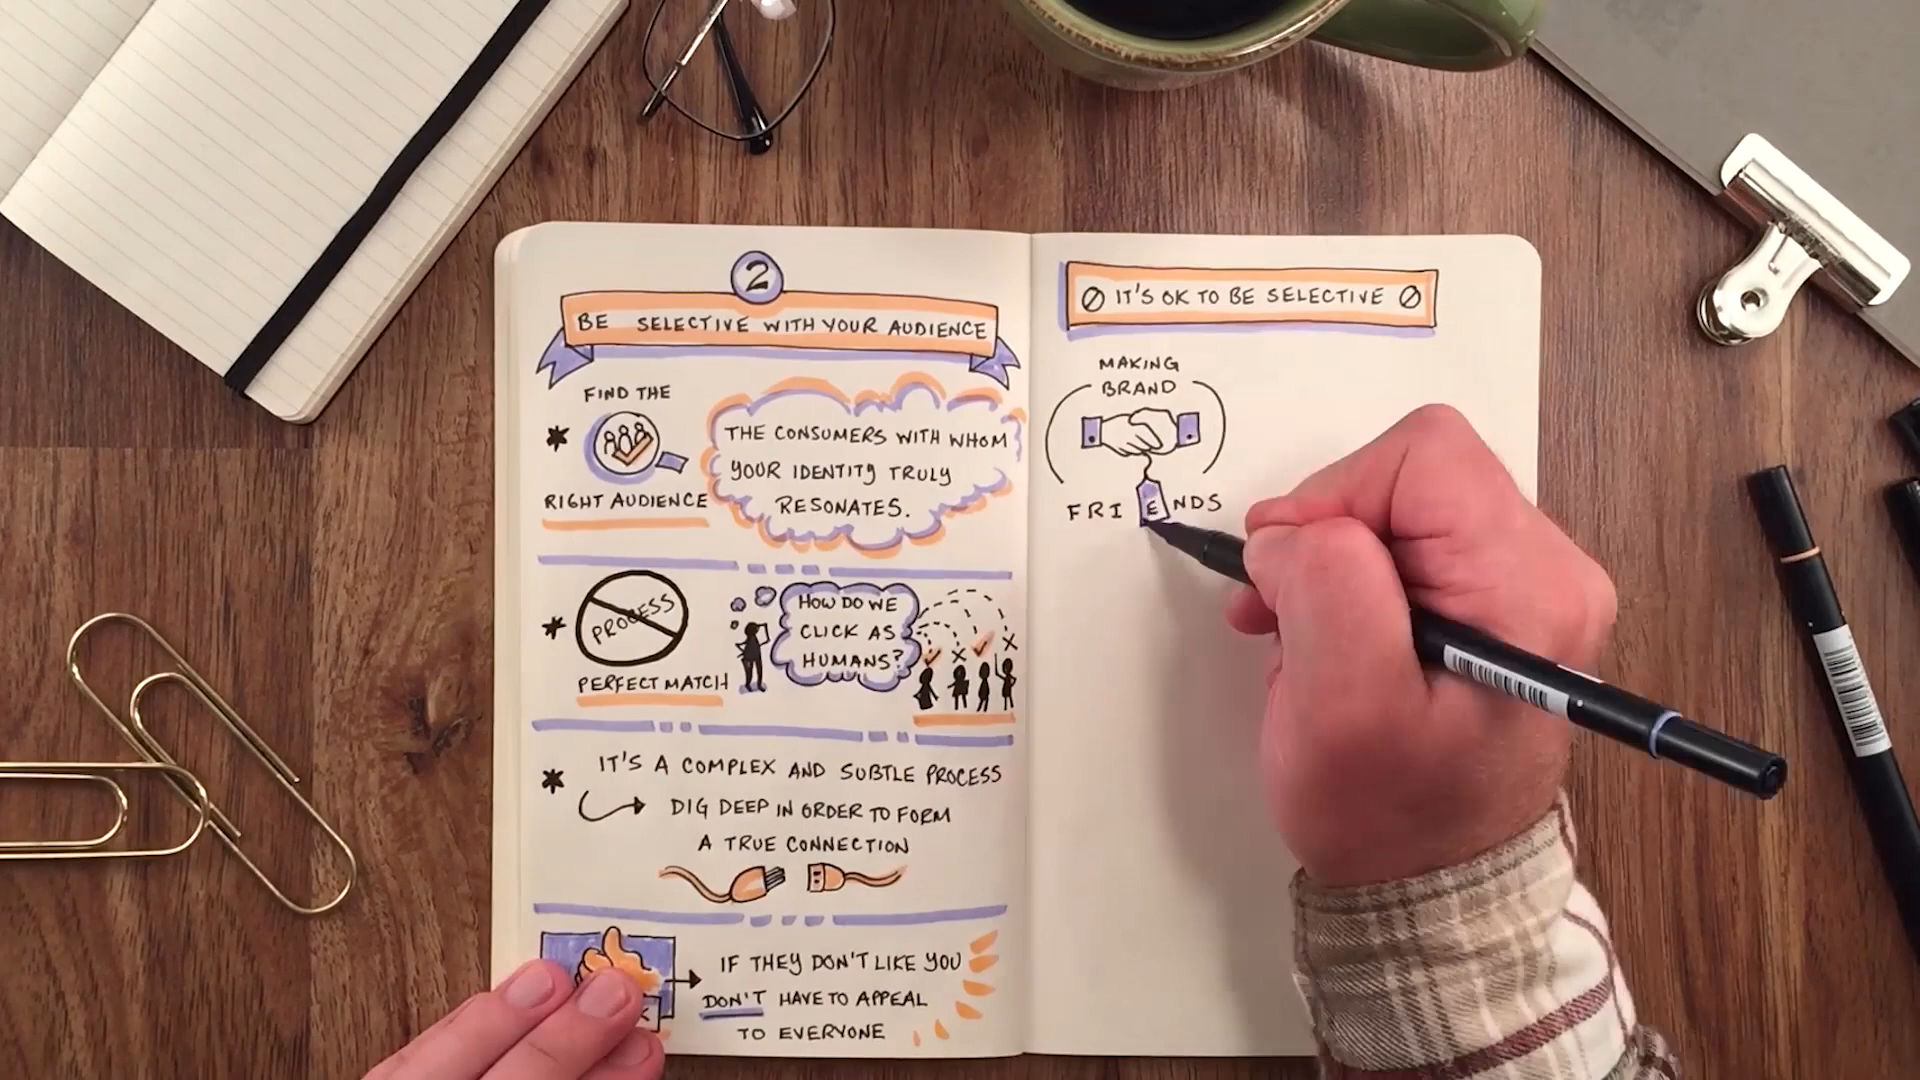 2
BE SELECTIVE WITH YOUR AUDIENCE
FIND THE
RIGHT AUDIENCE
THE CONSUMERS WITH WHOM
YOUR IDENTITY TRULY
RESONATES.
PROCESS
PERFECT MATCH
HOW DO WE
CLICK AS
HUMANS?
IT'S A COMPLEX AND SUBTLE PROCESS
DIG DEEP IN ORDER TO FORM
A TRUE CONNECTION
IF THEY DON'T LIKE YOU
DON'T HAVE TO APPEAL
TO EVERYONE
IT'S OK TO BE SELECTIVE
MAKING
BRAND
FRIENDS